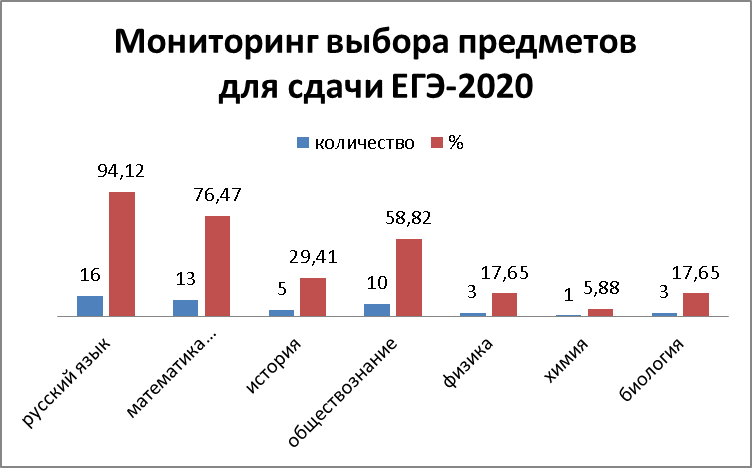 Мониторинг выбора предметов
для сдачи ЕГЭ-2020
количество %
94,12
76,47
58,82
29,41
16 13 5 10 3 17,65 1 5,88 3 17,65
русский язык
математика...
история
обществознание
физика
химия
биология